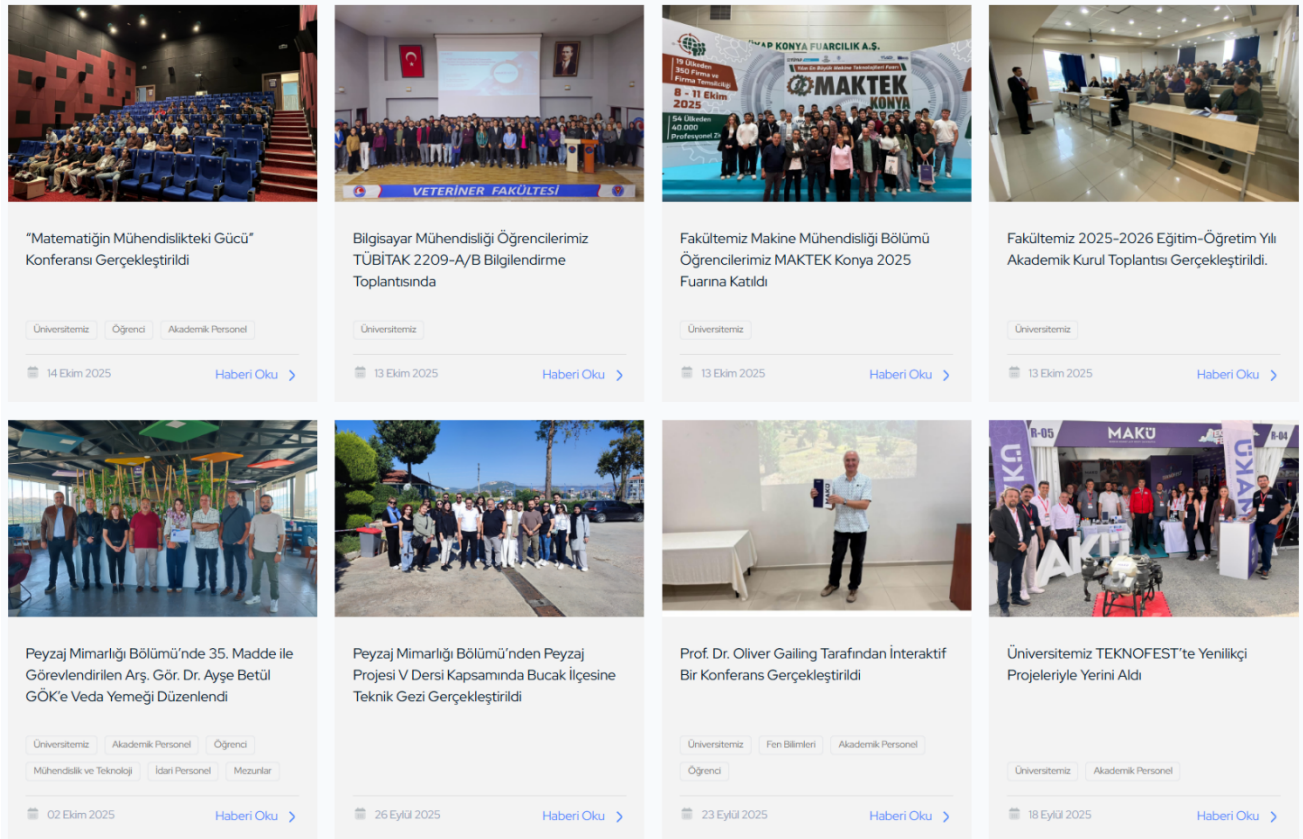 19 Ülkeden
350 Firma ve
Firma Temsilciliği
8 - 11 Ekim
2025
54 Ülkeden
40.000
Profesyonel
YAP KONYA FUARCILIK A.Ş.
MAKTEK
KONYA
VETERİNER FAKÜLTESİ
“Matematiğin Mühendislikteki Gücü”
Konferansı Gerçekleştirildi
Üniversitemiz Öğrenci Akademik Personel
14 Ekim 2025 Haberi Oku
Bilgisayar Mühendisliği Öğrencilerimiz
TÜBİTAK 2209-A/B Bilgilendirme
Toplantısında
Üniversitemiz
13 Ekim 2025 Haberi Oku
Fakültemiz Makine Mühendisliği Bölümü
Öğrencilerimiz MAKTEK Konya 2025
Fuarına Katıldı
Üniversitemiz
13 Ekim 2025 Haberi Oku
Fakültemiz 2025-2026 Eğitim-Öğretim Yılı
Akademik Kurul Toplantısı Gerçekleştirildi.
Üniversitemiz
13 Ekim 2025 Haberi Oku
R-05
MAKÜ
R-04
MAKÜ
Peyzaj Mimarlığı Bölümü’nde 35. Madde ile
Görevlendirilen Arş. Gör. Dr. Ayşe Betül
GÖK’e Veda Yemeği Düzenlendi
Üniversitemiz Akademik Personel Öğrenci
Mühendislik ve Teknoloji İdari Personel Mezunlar
02 Ekim 2025 Haberi Oku
Peyzaj Mimarlığı Bölümü’nden Peyzaj
Projesi V Dersi Kapsamında Bucak İlçesine
Teknik Gezi Gerçekleştirildi
26 Eylül 2025 Haberi Oku
Prof. Dr. Oliver Gailing Tarafından İnteraktif
Bir Konferans Gerçekleştirildi
Üniversitemiz Fen Bilimleri Akademik Personel
Öğrenci
23 Eylül 2025 Haberi Oku
Üniversitemiz TEKNOFEST’te Yenilikçi
Projeleriyle Yerini Aldı
Üniversitemiz Akademik Personel
18 Eylül 2025 Haberi Oku